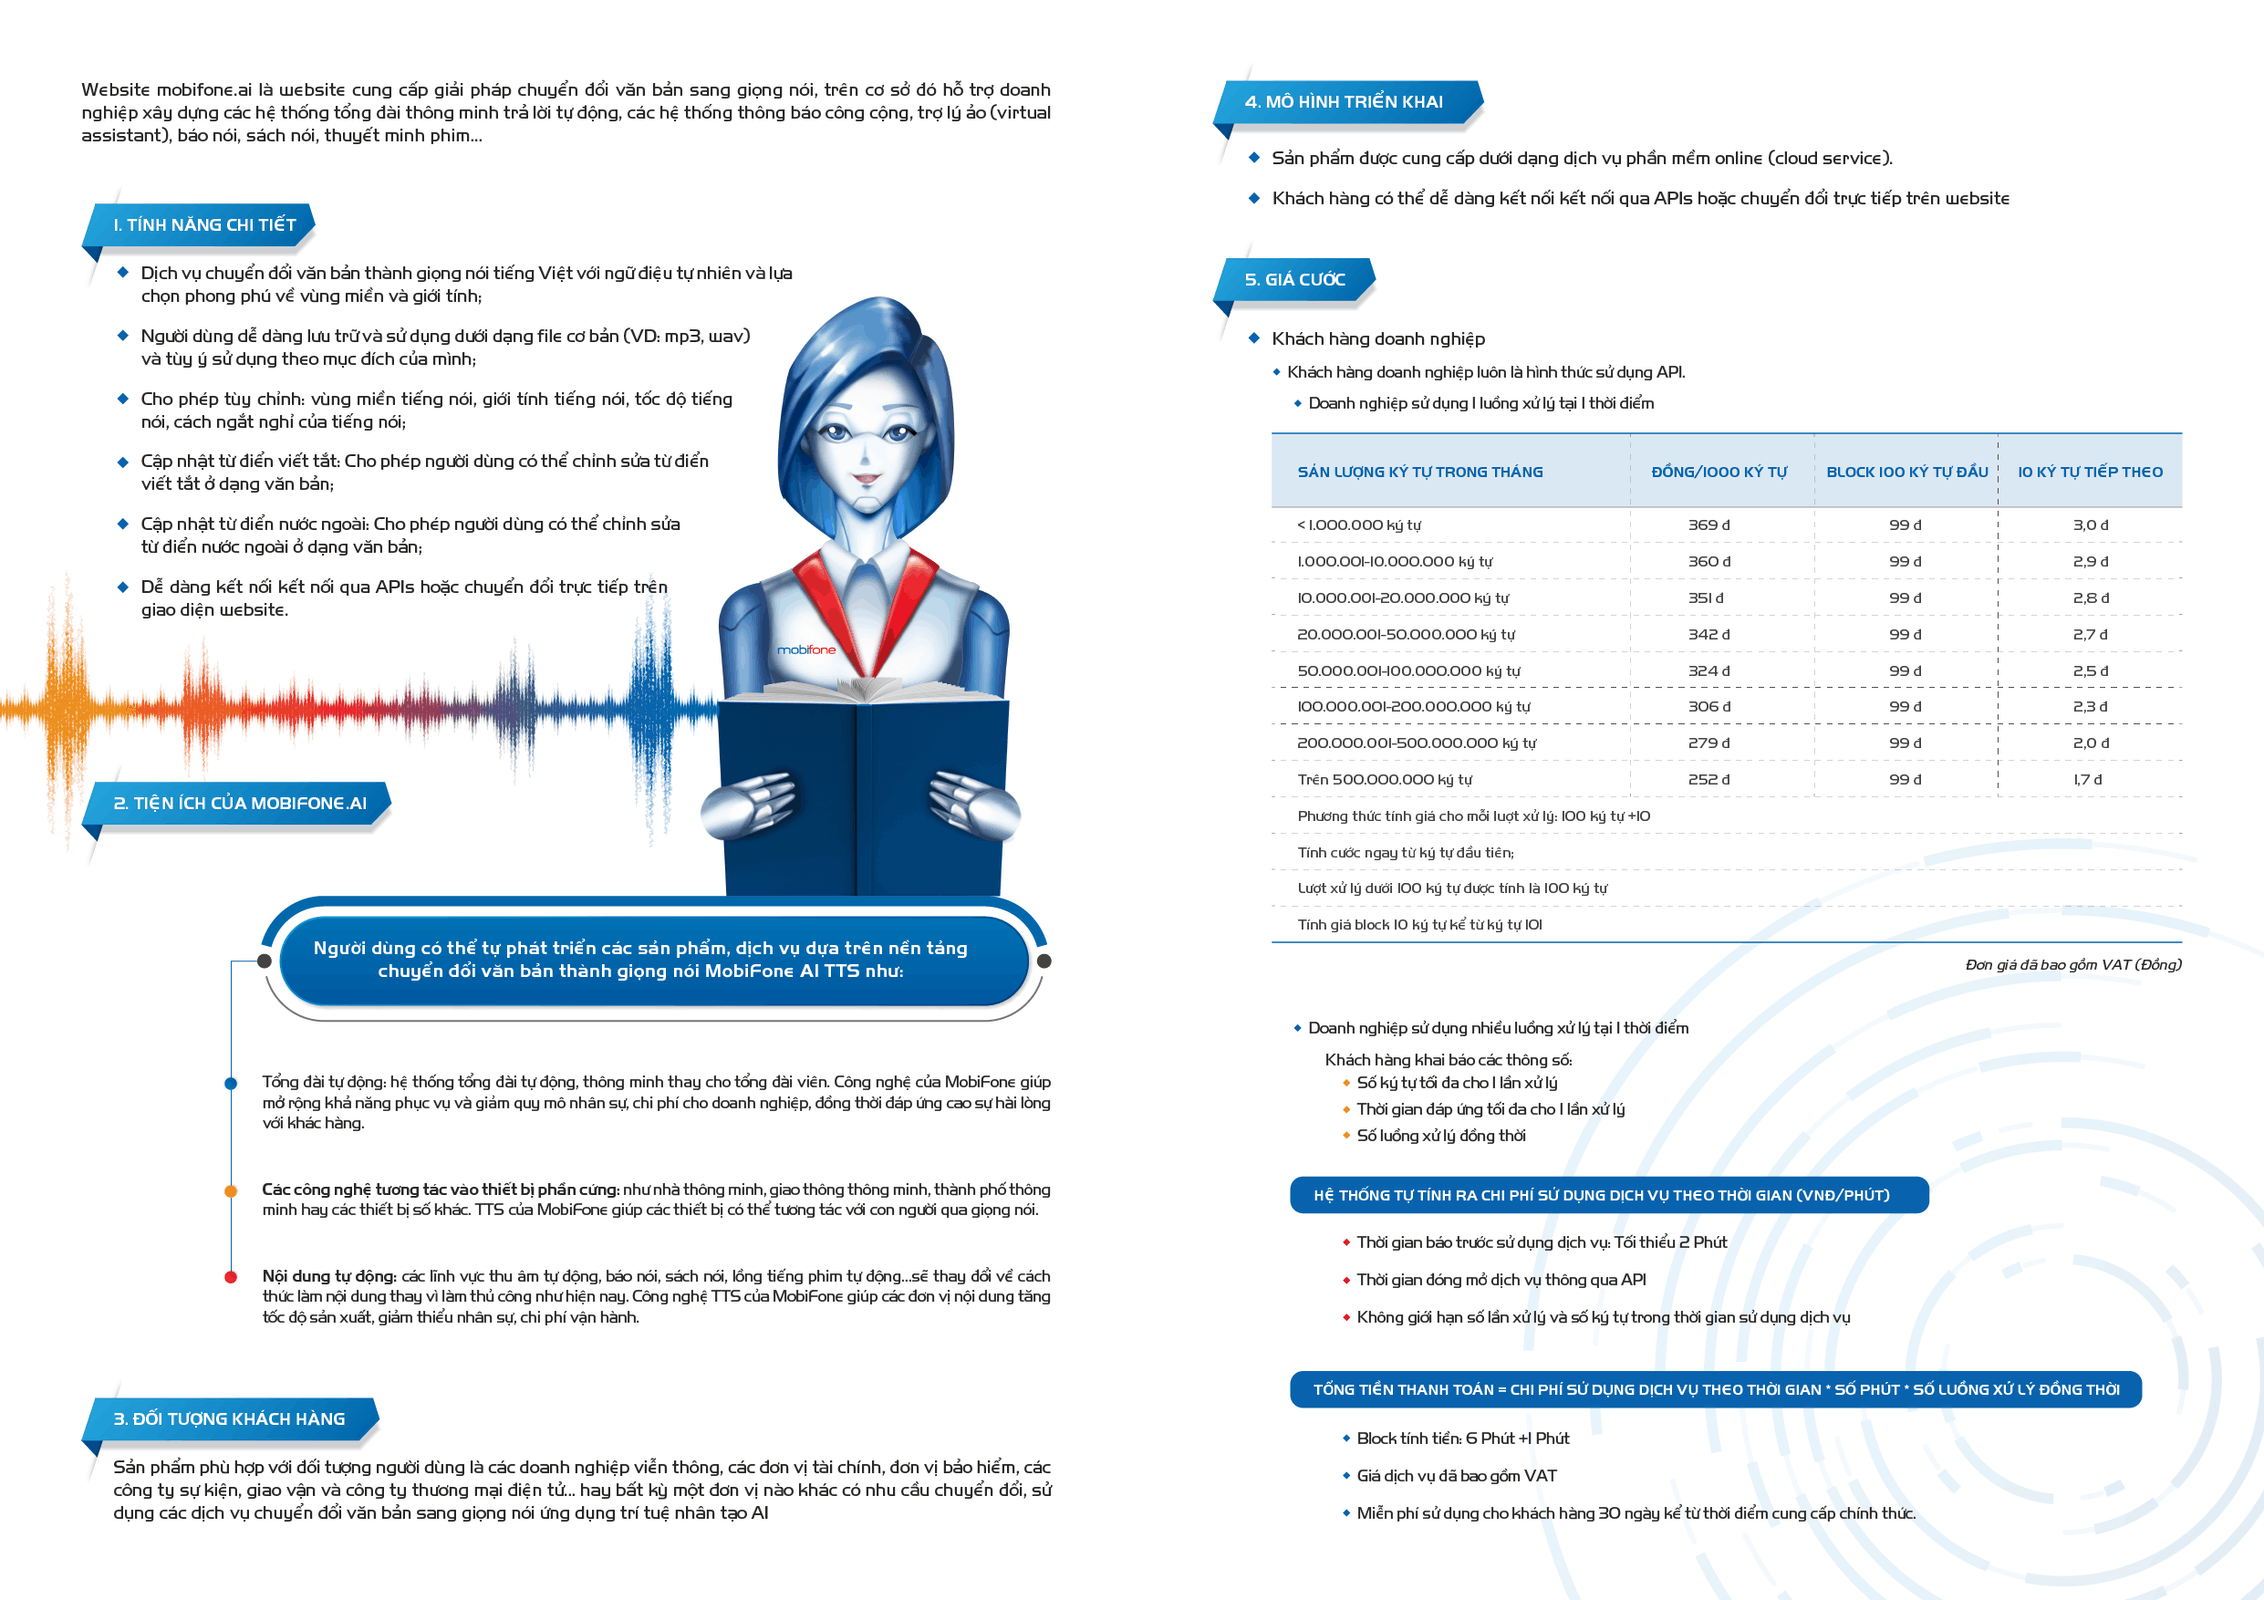 Website mobifone.ai là website cung cấp giải pháp chuyển đổi văn bản sang giọng nói, trên cơ sở đó hỗ trợ doanh
nghiệp xây dựng các hệ thống tổng đài thông minh trả lời tự động, các hệ thống thông báo công cộng, trợ lý ảo (virtual
assistant), báo nói, sách nói, thuyết minh phim...
1. TÍNH NĂNG CHI TIẾT
Dịch vụ chuyển đổi văn bản thành giọng nói tiếng Việt với ngữ điệu tự nhiên và lựa
chọn phong phú về vùng miền và giới tính;
Người dùng dễ dàng lưu trữ và sử dụng dưới dạng file cơ bản (VD: mp3, wav)
và tùy ý sử dụng theo mục đích của mình;
Cho phép tùy chỉnh: vùng miền tiếng nói, giới tính tiếng nói, tốc độ tiếng
nói, cách ngắt nghỉ của tiếng nói;
Cập nhật từ điển viết tắt: Cho phép người dùng có thể chỉnh sửa từ điển
viết tắt ở dạng văn bản;
Cập nhật từ điển nước ngoài: Cho phép người dùng có thể chỉnh sửa
từ điển nước ngoài ở dạng văn bản;
Dễ dàng kết nối kết nối qua APIs hoặc chuyển đổi trực tiếp trên
giao diện website.
mobifone
2. TIỆN ÍCH CỦA MOBIFONE.AI
Người dùng có thể tự phát triển các sản phẩm, dịch vụ dựa trên nền tảng
chuyển đổi văn bản thành giọng nói MobiFone AI TTS như:
Tổng đài tự động: hệ thống tổng đài tự động, thông minh thay cho tổng đài viên. Công nghệ của MobiFone giúp
mở rộng khả năng phục vụ và giảm quy mô nhân sự, chi phí cho doanh nghiệp, đồng thời đáp ứng cao sự hài lòng
với khác hàng.
Các công nghệ tương tác vào thiết bị phần cứng: như nhà thông minh, giao thông thông minh, thành phố thông
minh hay các thiết bị số khác. TTS của MobiFone giúp các thiết bị có thể tương tác với con người qua giọng nói.
Nội dung tự động: các lĩnh vực thu âm tự động, báo nói, sách nói, lồng tiếng phim tự động...sẽ thay đổi về cách
thức làm nội dung thay vì làm thủ công như hiện nay. Công nghệ TTS của MobiFone giúp các đơn vị nội dung tăng
tốc độ sản xuất, giảm thiểu nhân sự, chi phí vận hành.
3. ĐỐI TƯỢNG KHÁCH HÀNG
Sản phẩm phù hợp với đối tượng người dùng là các doanh nghiệp viễn thông, các đơn vị tài chính, đơn vị bảo hiểm, các
công ty sự kiện, giao vận và công ty thương mại điện tử... hay bất kỳ một đơn vị nào khác có nhu cầu chuyển đổi, sử
dụng các dịch vụ chuyển đổi văn bản sang giọng nói ứng dụng trí tuệ nhân tạo AI
4. MÔ HÌNH TRIỂN KHAI
Sản phẩm được cung cấp dưới dạng dịch vụ phần mềm online (cloud service).
Khách hàng có thể dễ dàng kết nối kết nối qua APIs hoặc chuyển đổi trực tiếp trên website
5. GIÁ CƯỚC
Khách hàng doanh nghiệp
Khách hàng doanh nghiệp luôn là hình thức sử dụng API.
Doanh nghiệp sử dụng 1 luồng xử lý tại 1 thời điểm
SẢN LƯỢNG KÝ TỰ TRONG THÁNG ĐỒNG/1000 KÝ TỰ BLOCK 100 KÝ TỰ ĐẦU 10 KÝ TỰ TIẾP THEO
< 1.000.000 ký tự 369 đ 99 đ 3,0 đ
1.000.001-10.000.000 ký tự 360 đ 99 đ 2,9 đ
10.000.001-20.000.000 ký tự 351 đ 99 đ 2,8 đ
20.000.001-50.000.000 ký tự 342 đ 99 đ 2,7 đ
50.000.001-100.000.000 ký tự 324 đ 99 đ 2,5 đ
100.000.001-200.000.000 ký tự 306 đ 99 đ 2,3 đ
200.000.001-500.000.000 ký tự 279 đ 99 đ 2,0 đ
Trên 500.000.000 ký tự 252 đ 99 đ 1,7 đ
Phương thức tính giá cho mỗi lượt xử lý: 100 ký tự +10
Tính cước ngay từ ký tự đầu tiên;
Lượt xử lý dưới 100 ký tự được tính là 100 ký tự
Tính giá block 10 ký tự kể từ ký tự 101
Đơn giá đã bao gồm VAT (Đồng)
Doanh nghiệp sử dụng nhiều luồng xử lý tại 1 thời điểm
Khách hàng khai báo các thông số:
Số ký tự tối đa cho 1 lần xử lý
Thời gian đáp ứng tối đa cho 1 lần xử lý
Số luồng xử lý đồng thời
HỆ THỐNG TỰ TÍNH RA CHI PHÍ SỬ DỤNG DỊCH VỤ THEO THỜI GIAN (VNĐ/PHÚT)
Thời gian báo trước sử dụng dịch vụ: Tối thiểu 2 Phút
Thời gian đóng mở dịch vụ thông qua API
Không giới hạn số lần xử lý và số ký tự trong thời gian sử dụng dịch vụ
TỔNG TIỀN THANH TOÁN = CHI PHÍ SỬ DỤNG DỊCH VỤ THEO THỜI GIAN * SỐ PHÚT * SỐ LUỒNG XỬ LÝ ĐỒNG THỜI
Block tính tiền: 6 Phút +1 Phút
Giá dịch vụ đã bao gồm VAT
Miễn phí sử dụng cho khách hàng 30 ngày kể từ thời điểm cung cấp chính thức.